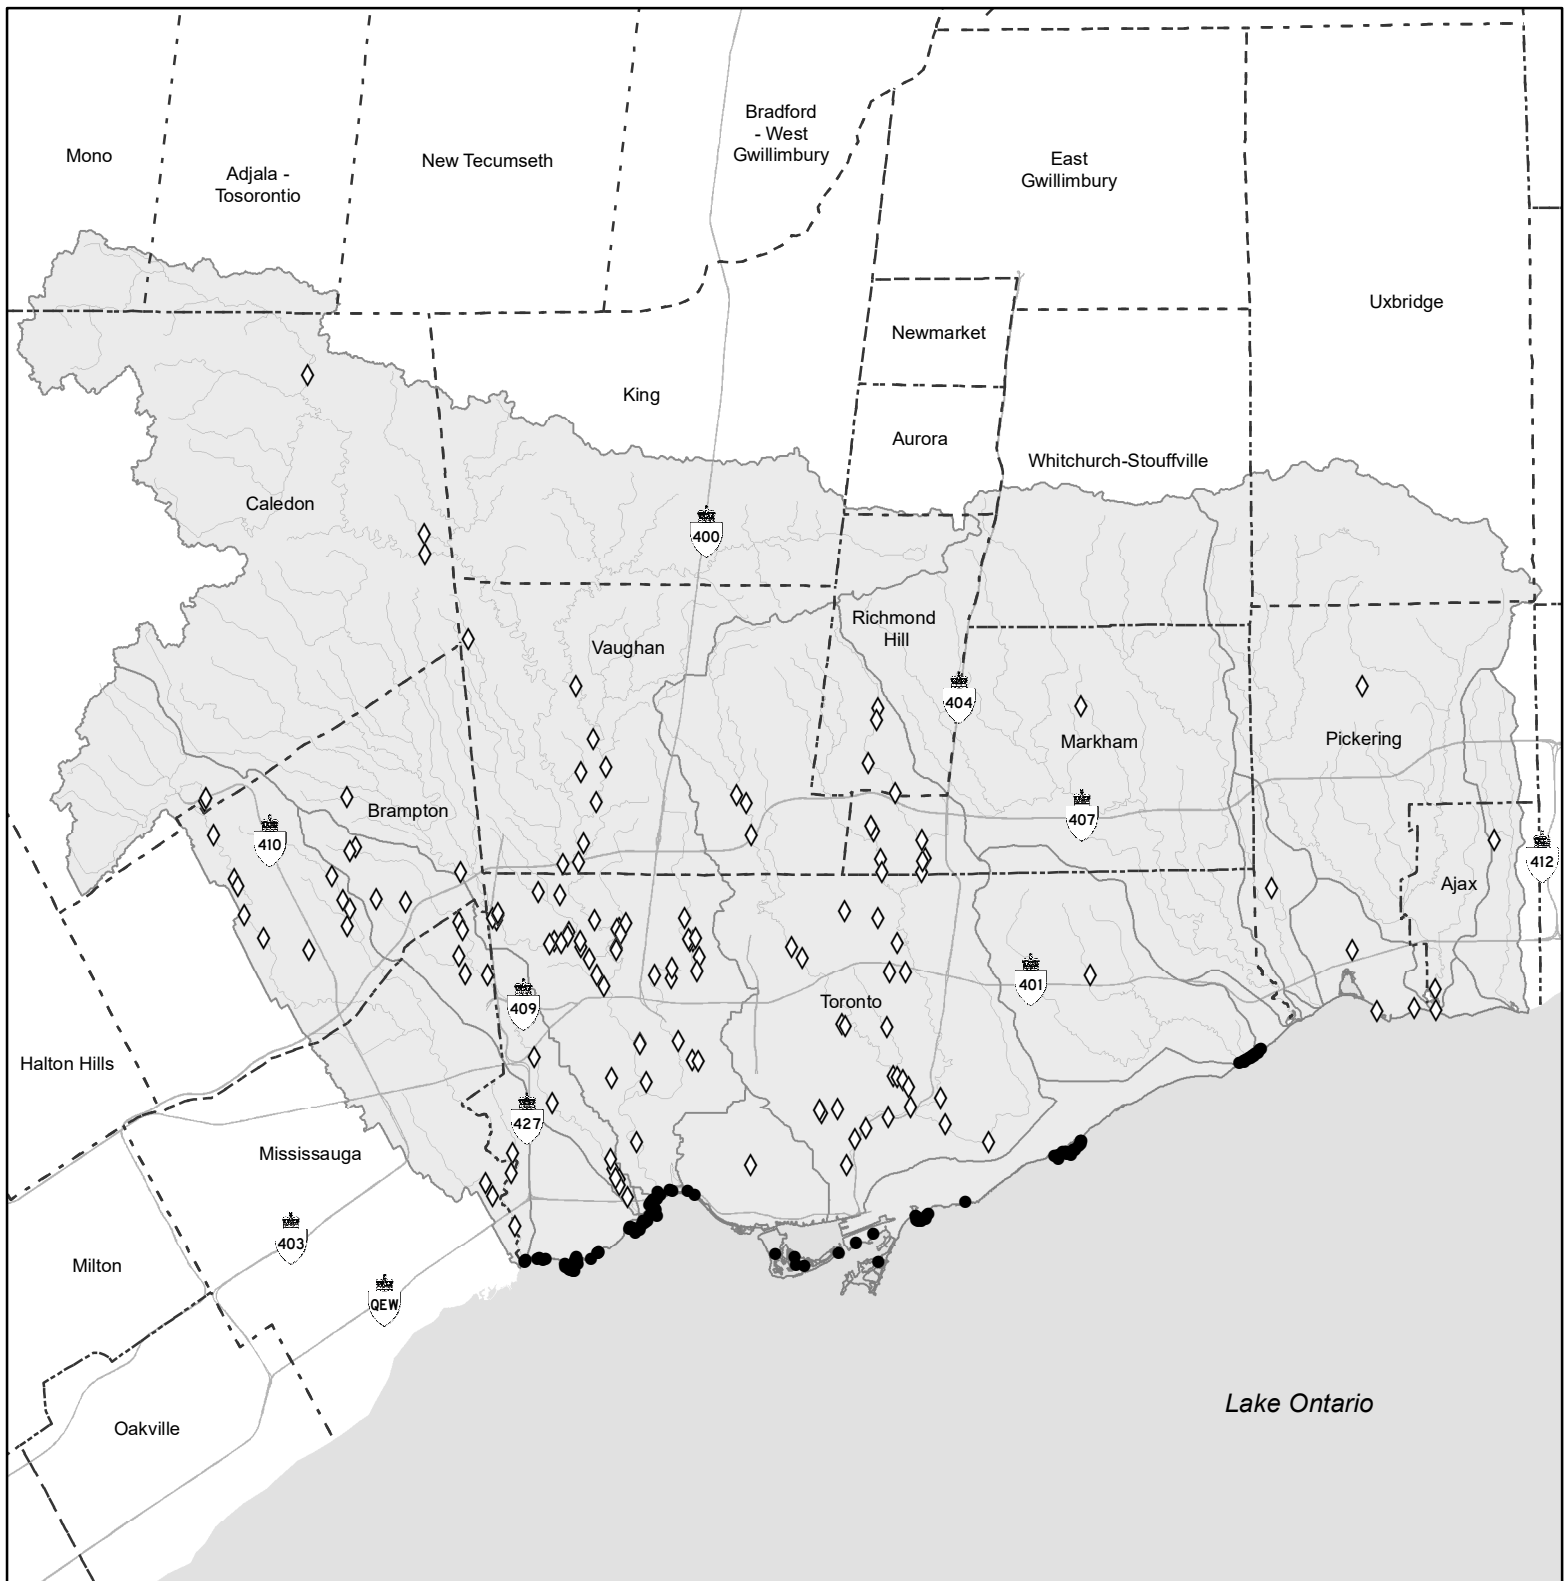 Bradford
- West
Gwillimbury
Mono
New Tecumseth
East
Gwillimbury
Adjala -
Tosorontio
Uxbridge
Newmarket
King
Aurora
Whitchurch-Stouffville
Caledon
400
Richmond
Hill
Vaughan
404
Markham
Pickering
Brampton
407
410
412
Ajax
401
Toronto
409
Halton Hills
427
Mississauga
403
Milton
QEW
Lake Ontario
Oakville